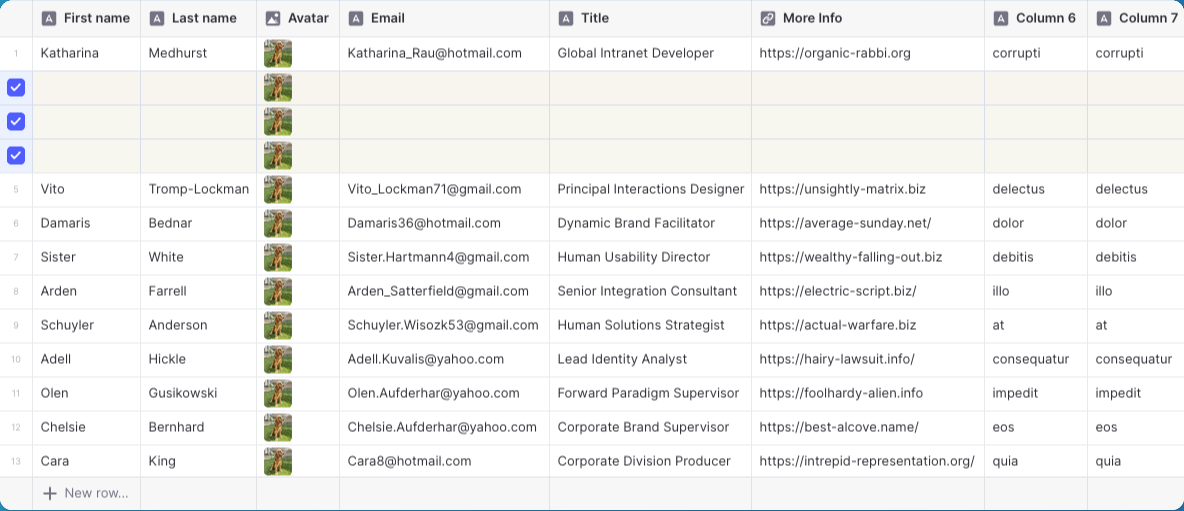 First name Last name Avatar Email Title More Info Column 6 Column 7
1 Katharina Medhurst Katharina_Rau@hotmail.com Global Intranet Developer https://organic-rabbi.org corrupti corrupti
5 Vito Tromp-Lockman Vito_Lockman71@gmail.com Principal Interactions Designer https://unsightly-matrix.biz delectus delectus
6 Damaris Bednar Damaris36@hotmail.com Dynamic Brand Facilitator https://average-sunday.net/ dolor dolor
7 Sister White Sister.Hartmann4@gmail.com Human Usability Director https://wealthy-falling-out.biz debitis debitis
8 Arden Farrell Arden_Satterfield@gmail.com Senior Integration Consultant https://electric-script.biz/ illo illo
9 Schuyler Anderson Schuyler.Wisozk53@gmail.com Human Solutions Strategist https://actual-warfare.biz at at
10 Adell Hickle Adell.Kuvalis@yahoo.com Lead Identity Analyst https://hairy-lawsuit.info/ consequatur consequatur
11 Olen Gusikowski Olen.Aufderhar@yahoo.com Forward Paradigm Supervisor https://foolhardy-alien.info impedit impedit
12 Chelsie Bernhard Chelsie.Aufderhar@yahoo.com Corporate Brand Supervisor https://best-alcove.name/ eos eos
13 Cara King Cara8@hotmail.com Corporate Division Producer https://intrepid-representation.org/ quia quia
New row...